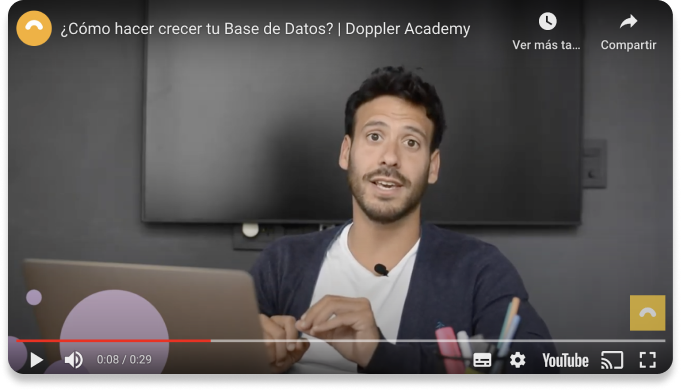 ¿Cómo hacer crecer tu Base de Datos? | Doppler Academy
Ver más ta...
Compartir
0:08 / 0:29
YouTube